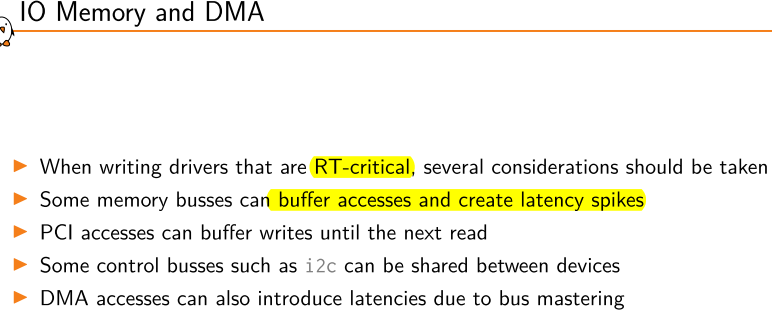 IO Memory and DMA
When writing drivers that are RT-critical, several considerations should be taken
Some memory busses can buffer accesses and create latency spikes
PCI accesses can buffer writes until the next read
Some control busses such as i2c can be shared between devices
DMA accesses can also introduce latencies due to bus mastering